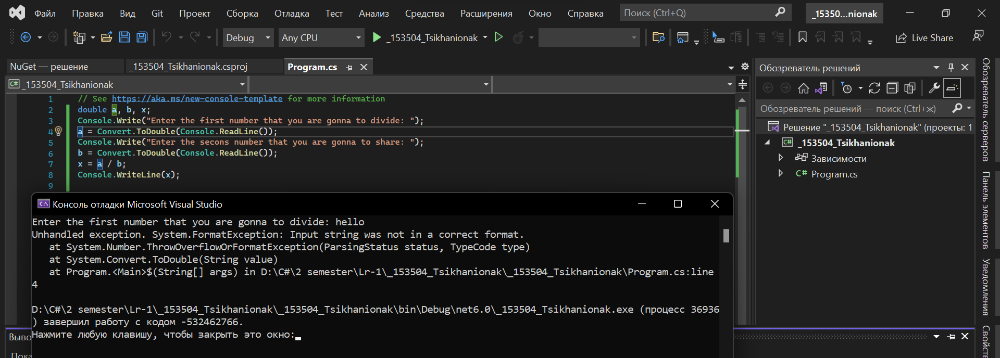 Файл Правка Вид Git Проект Сборка Отладка Тест Анализ Средства Расширения Окно Справка Поиск (Ctrl+Q) _15350...nionak
Debug Any CPU _153504_Tsikhanionak Live Share
NuGet — решение _153504_Tsikhanionak.csproj Program.cs
C# _153504_Tsikhanionak
1 // See https://aka.ms/new-console-template for more information
2 double a, b, x;
3 Console.Write("Enter the first number that you are gonna to divide: ");
4 a = Convert.ToDouble(Console.ReadLine());
5 Console.Write("Enter the secons number that you are gonna to share: ");
6 b = Convert.ToDouble(Console.ReadLine());
7 x = a / b;
8 Console.WriteLine(x);
9
C:\ Консоль отладки Microsoft Visual Studio
Enter the first number that you are gonna to divide: hello
Unhandled exception. System.FormatException: Input string was not in a correct format.
at System.Number.ThrowOverflowOrFormatException(ParsingStatus status, TypeCode type)
at System.Convert.ToDouble(String value)
at Program.<Main>$(String[] args) in D:\C#\2 semester\Lr-1\_153504_Tsikhanionak\_153504_Tsikhanionak\Program.cs:line
4
D:\C#\2 semester\Lr-1\_153504_Tsikhanionak\_153504_Tsikhanionak\bin\Debug\net6.0\_153504_Tsikhanionak.exe (процесс 36936
) завершил работу с кодом -532462766.
Нажмите любую клавишу, чтобы закрыть это окно:
Выво
Пока
Обозреватель решений
Обозреватель решений — поиск (Ctrl+ж)
Решение "_153504_Tsikhanionak" (проекты: 1
C# _153504_Tsikhanionak
Зависимости
C# Program.cs
Обозреватель серверов
Панель элементов
Уведомления
Свойств